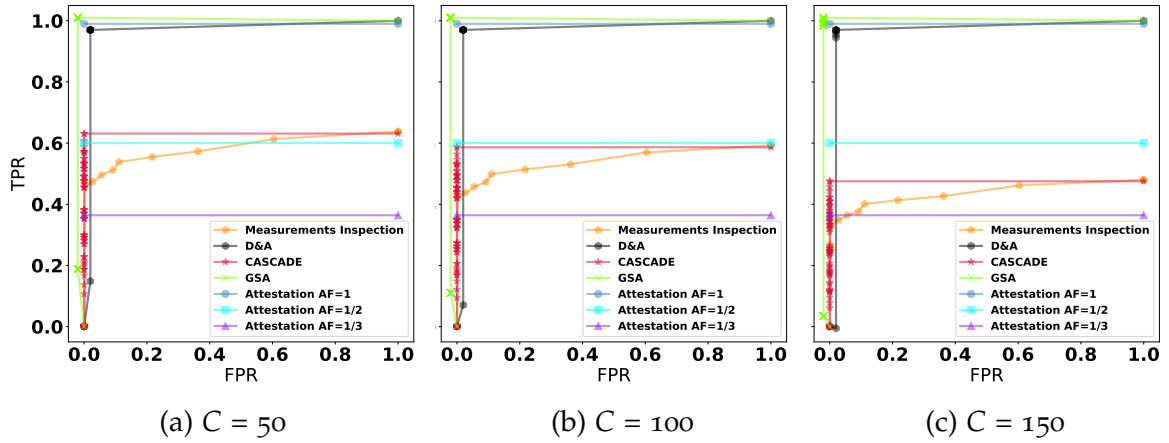 TPR
1.0
0.8
0.6
0.4
0.2
0.0
Measurements Inspection
D&A
CASCADE
GSA
Attestation AF=1
Attestation AF=1/2
Attestation AF=1/3
0.0 0.2 0.4 0.6 0.8 1.0
FPR
(a) C = 50
Measurements Inspection
D&A
CASCADE
GSA
Attestation AF=1
Attestation AF=1/2
Attestation AF=1/3
0.0 0.2 0.4 0.6 0.8 1.0
FPR
(b) C = 100
Measurements Inspection
D&A
CASCADE
GSA
Attestation AF=1
Attestation AF=1/2
Attestation AF=1/3
0.0 0.2 0.4 0.6 0.8 1.0
FPR
(c) C = 150